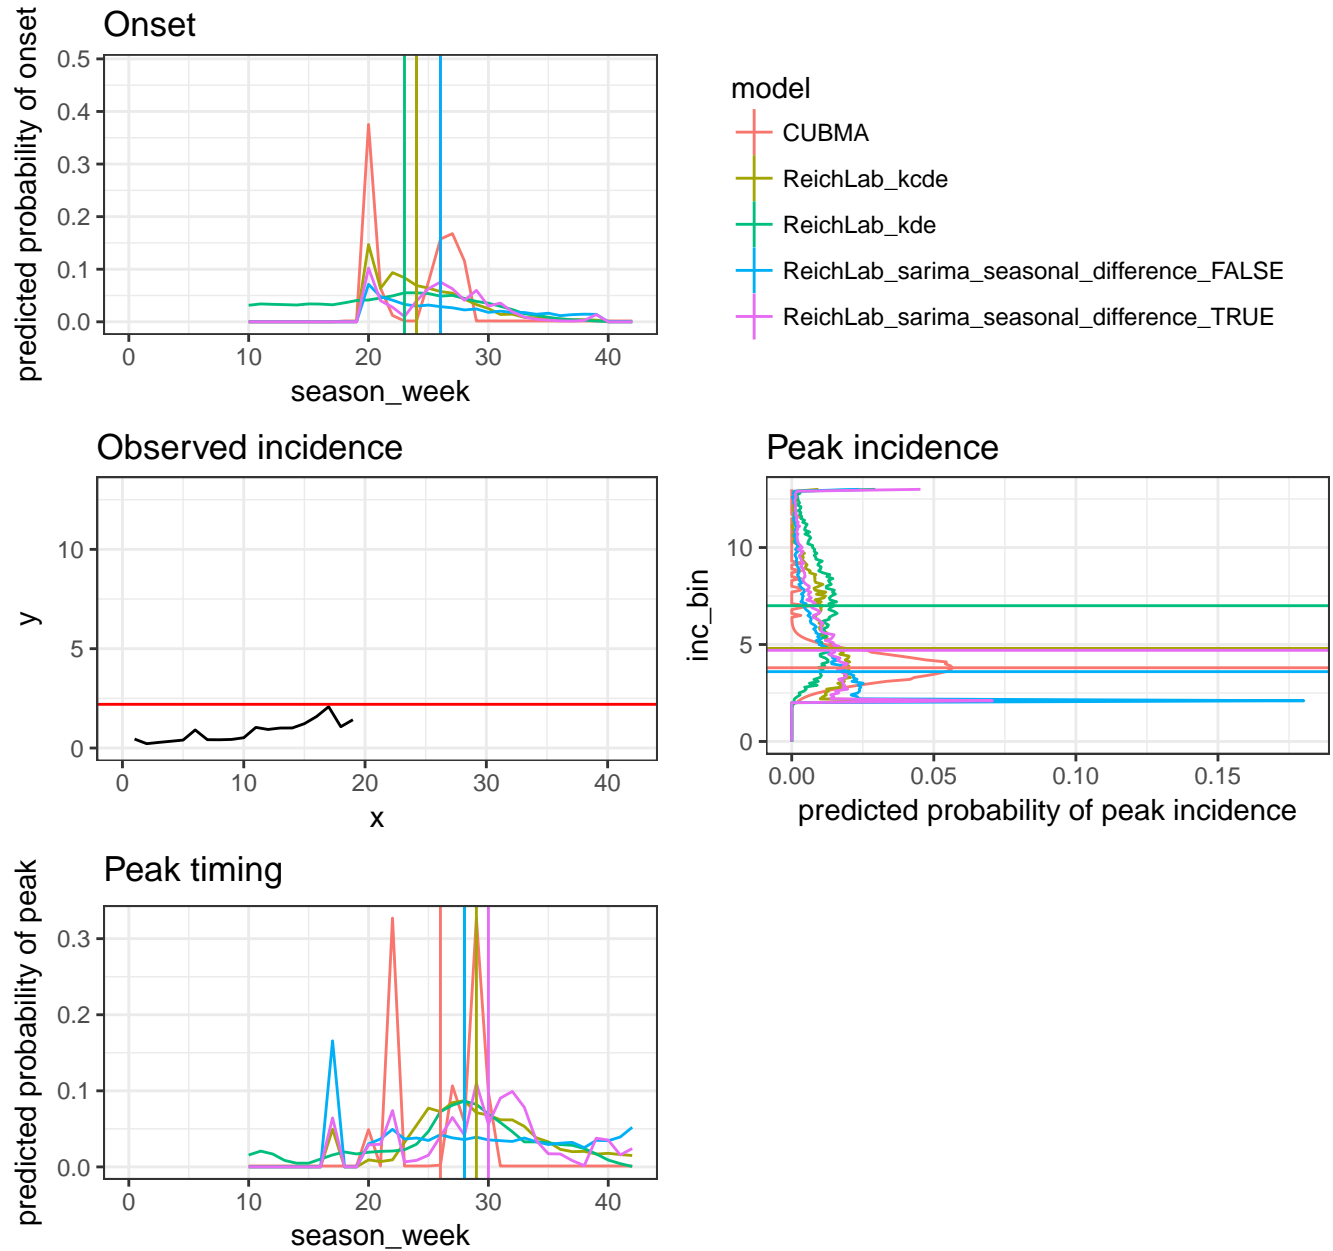 Onset
predicted probability of onset
0.5
0.4
0.3
0.2
0.1
0.0
0 10 20 30 40
season_week
model
CUBMA
ReichLab_kcde
ReichLab_kde
ReichLab_sarima_seasonal_difference_FALSE
ReichLab_sarima_seasonal_difference_TRUE
Observed incidence
y
10
5
0
0 10 20 30 40
x
Peak incidence
inc_bin
10
5
0
0.00 0.05 0.10 0.15
predicted probability of peak incidence
Peak timing
predicted probability of peak
0.3
0.2
0.1
0.0
0 10 20 30 40
season_week